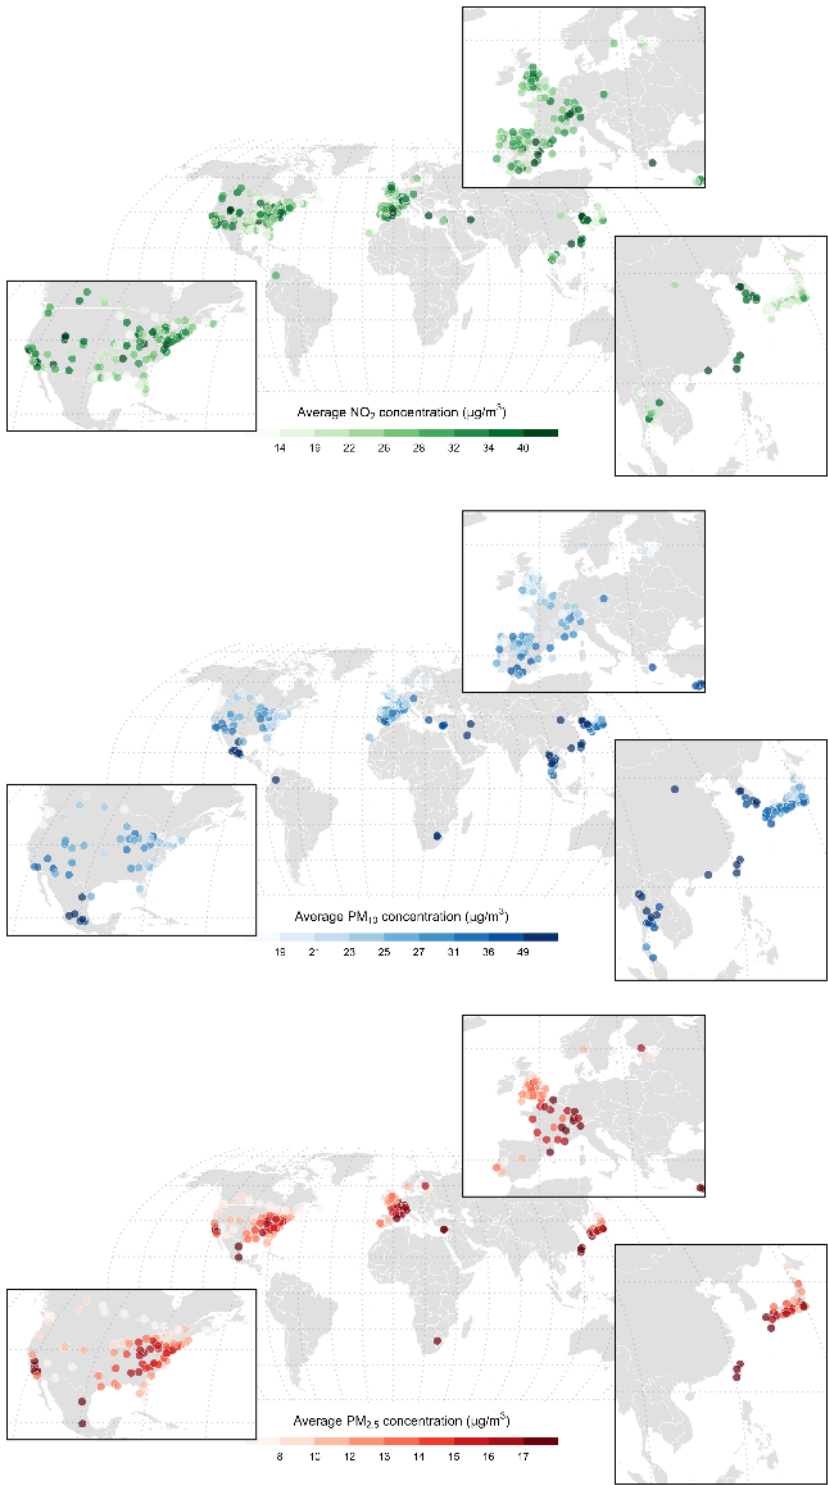 Average NO₂ concentration (µg/m³)
14 19 22 26 28 32 34 40
Average PM₁₀ concentration (µg/m³)
19 21 23 25 27 31 36 49
Average PM₂.₅ concentration (µg/m³)
8 10 12 13 14 15 16 17